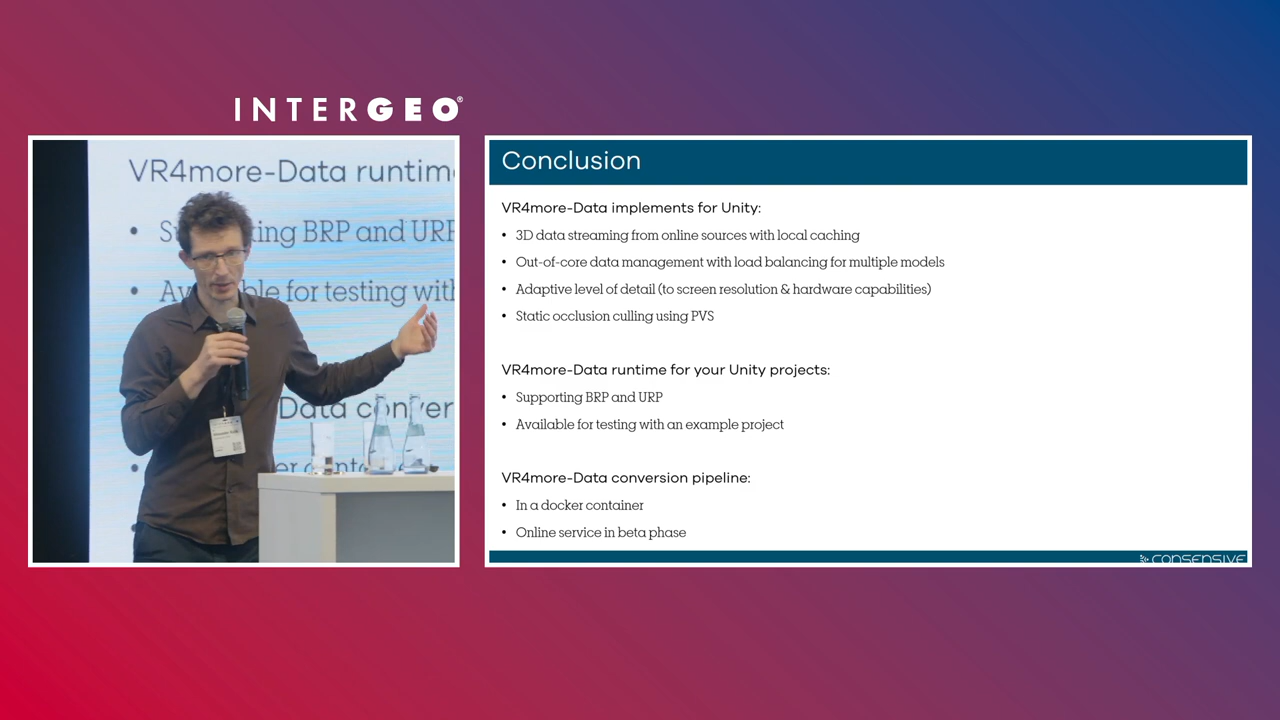 INTERGEO®
VR4more-Data runtim
S ting BRP and URP
Av ble for testing with
Data conver
er conta
Conclusion
VR4more-Data implements for Unity:
• 3D data streaming from online sources with local caching
• Out-of-core data management with load balancing for multiple models
• Adaptive level of detail (to screen resolution & hardware capabilities)
• Static occlusion culling using PVS
VR4more-Data runtime for your Unity projects:
• Supporting BRP and URP
• Available for testing with an example project
VR4more-Data conversion pipeline:
• In a docker container
• Online service in beta phase
CONSENSIVE